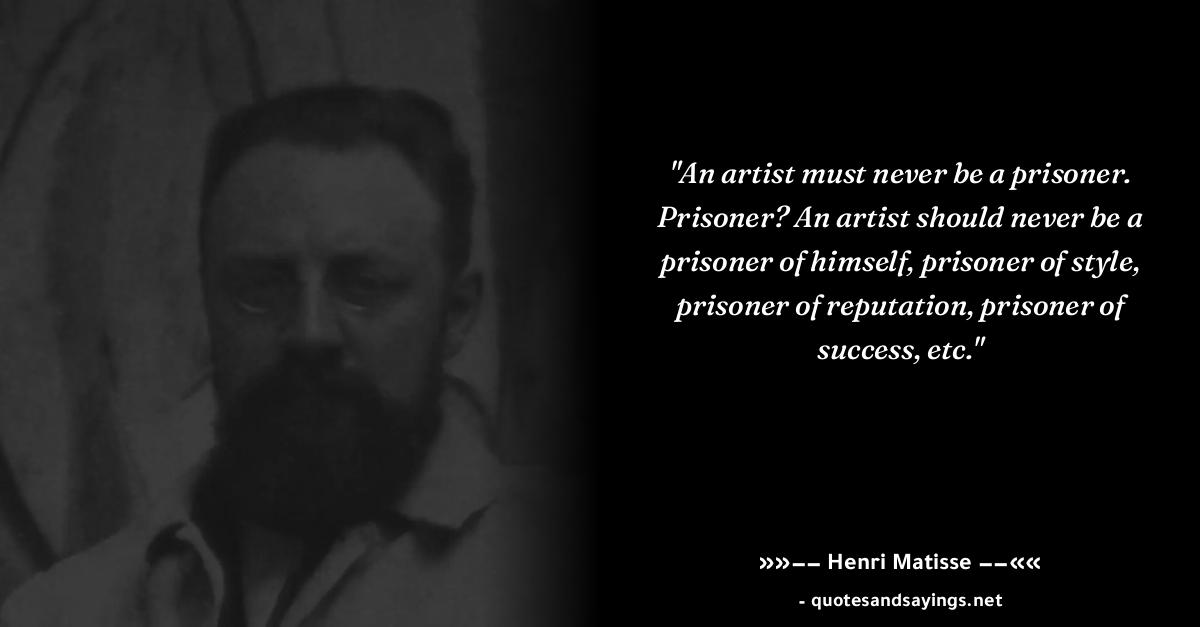 "An artist must never be a prisoner.
Prisoner? An artist should never be a
prisoner of himself, prisoner of style,
prisoner of reputation, prisoner of
success, etc."
»»−− Henri Matisse −−««
- quotesandsayings.net